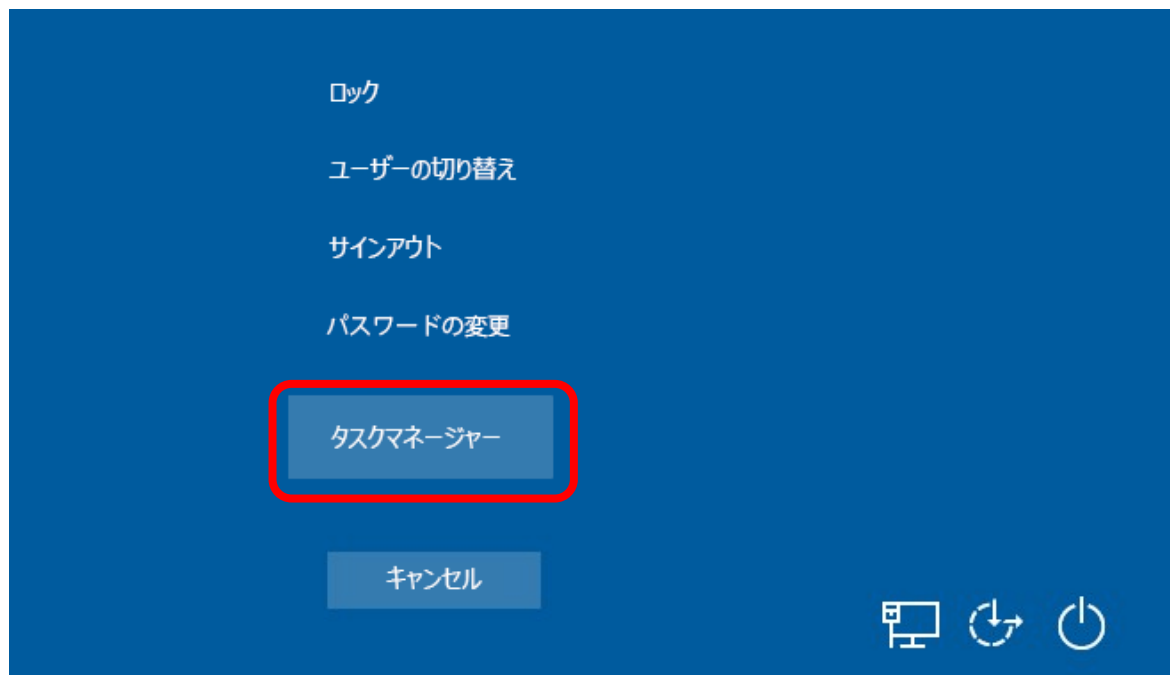 ロック
ユーザーの切り替え
サインアウト
パスワードの変更
タスクマネージャー
キャンセル